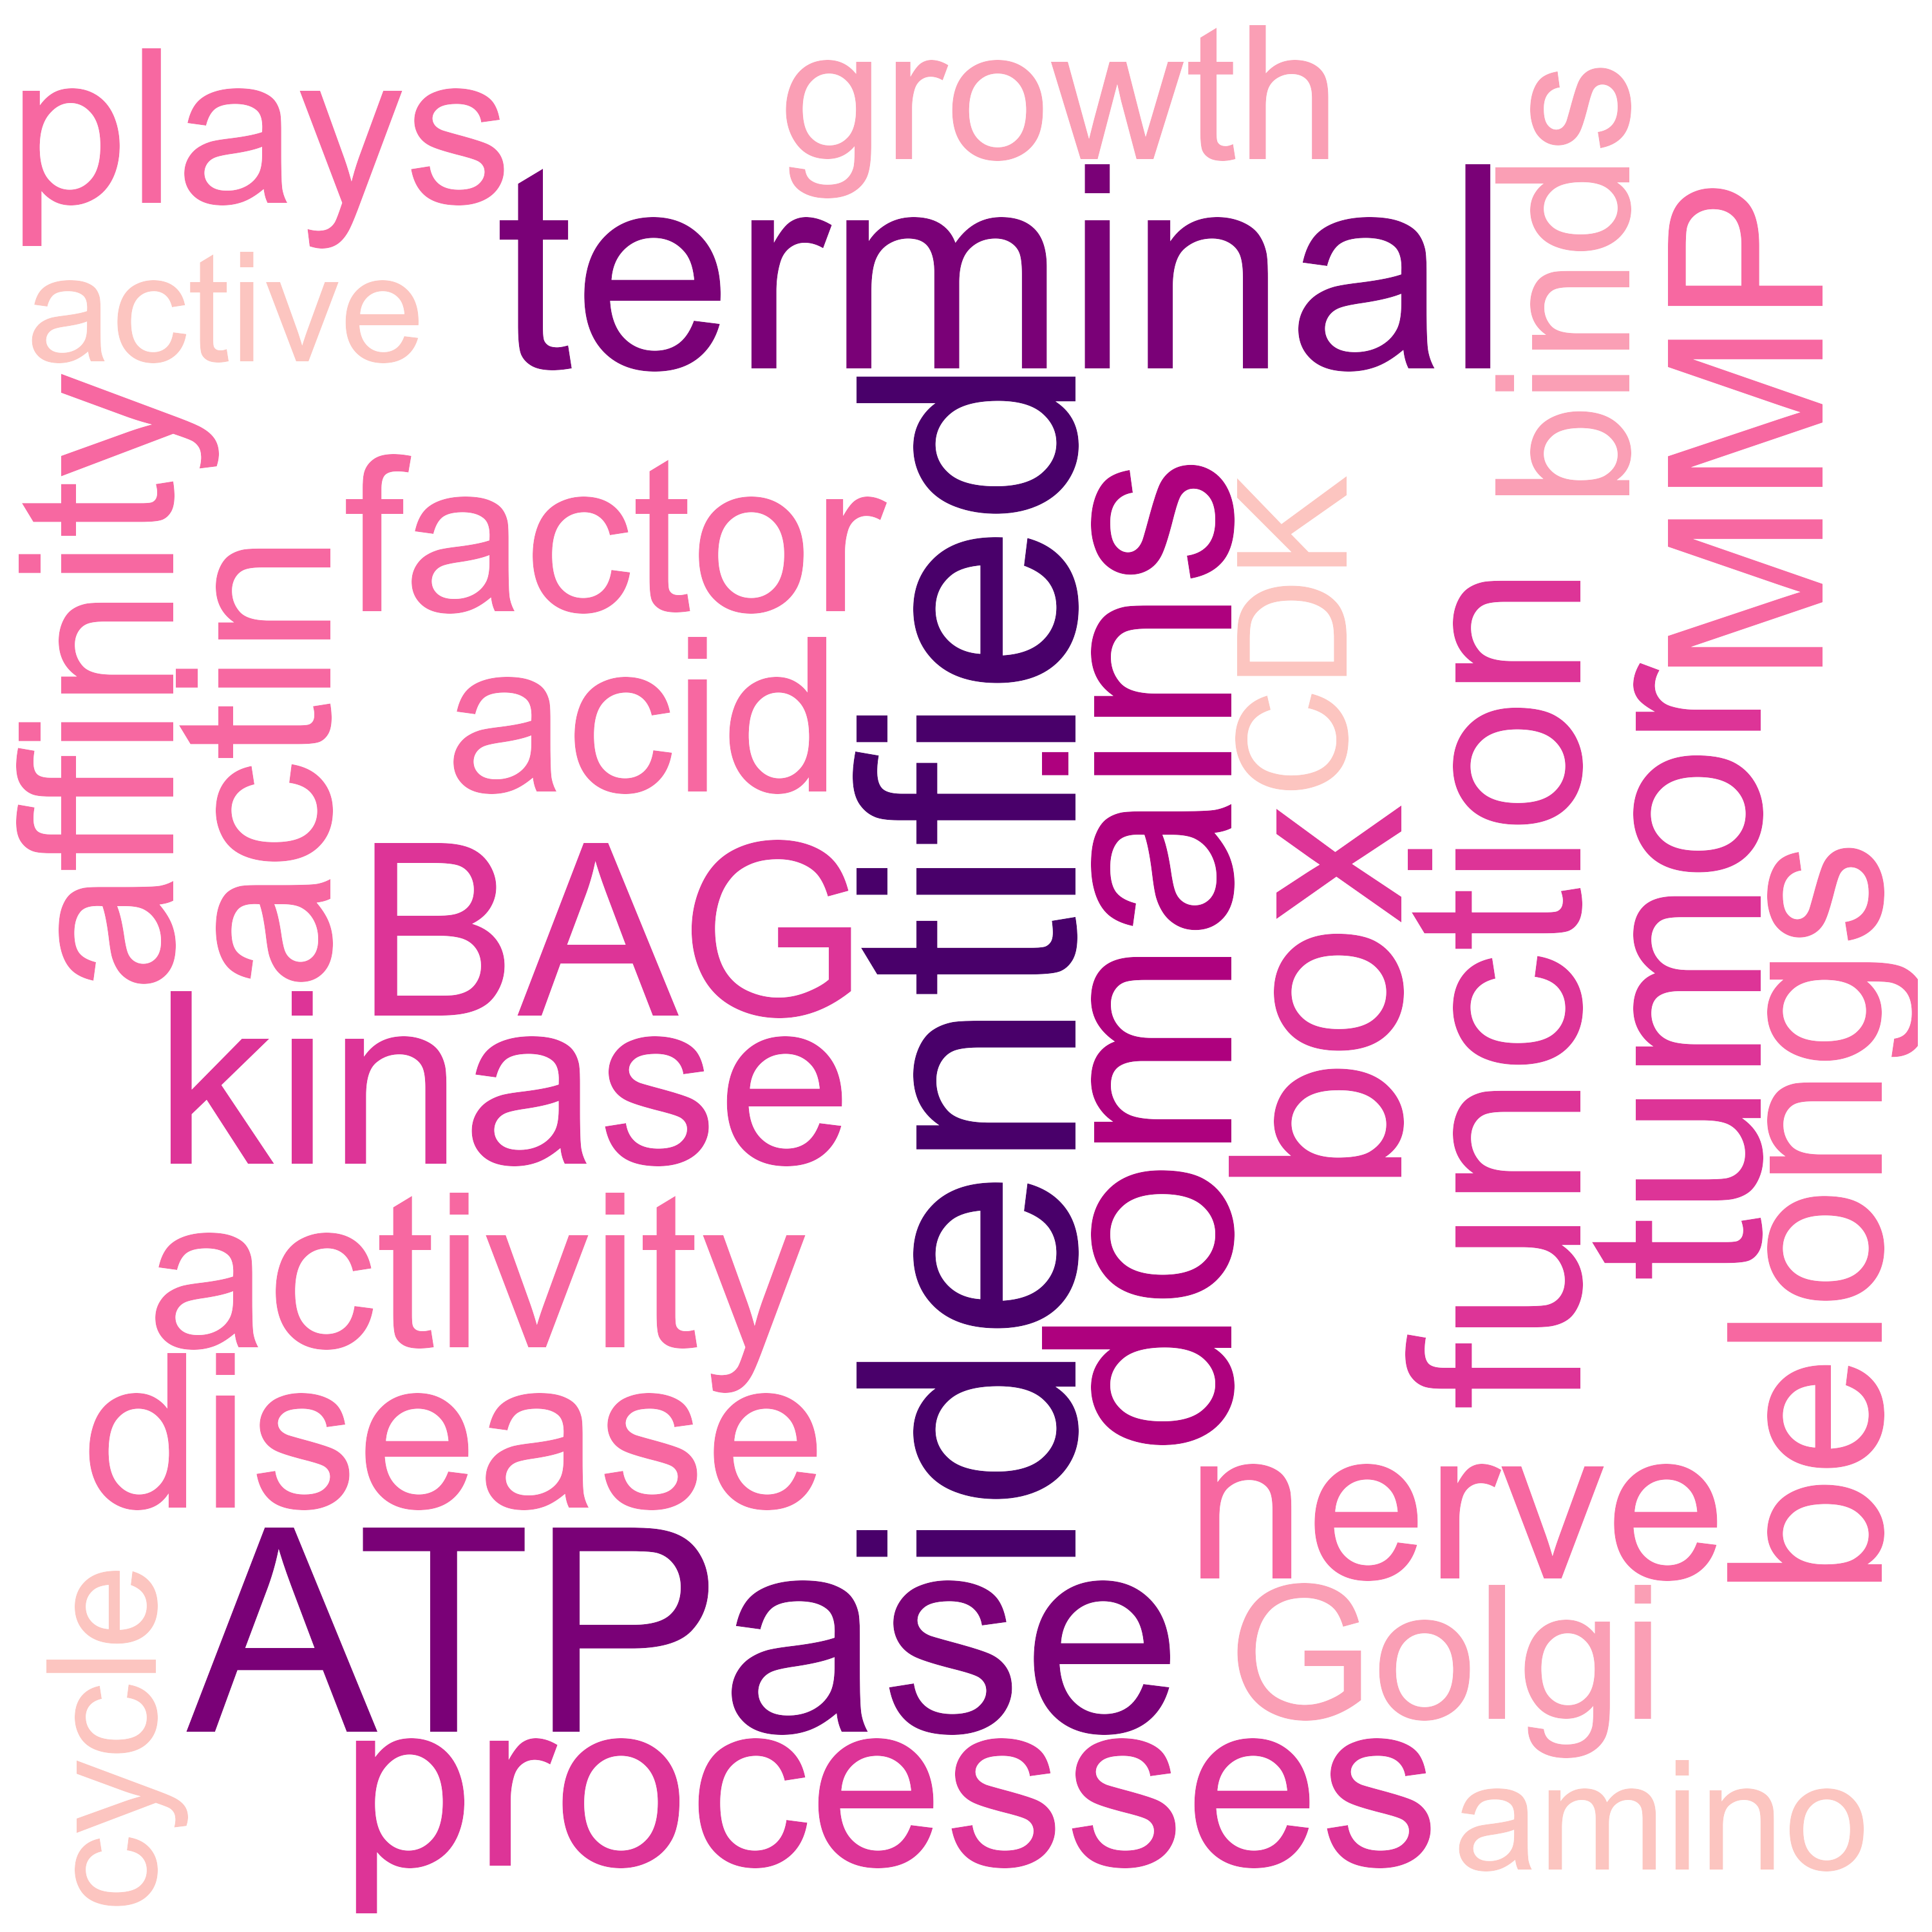 plays
growth
binds
terminal
MMP
active
identified
affinity
factor
domains
CDK
actin
function
acid
tumor
box
BAG
belongs
kinase
activity
disease
nerve
ATPase
cycle
Golgi
processes
amino